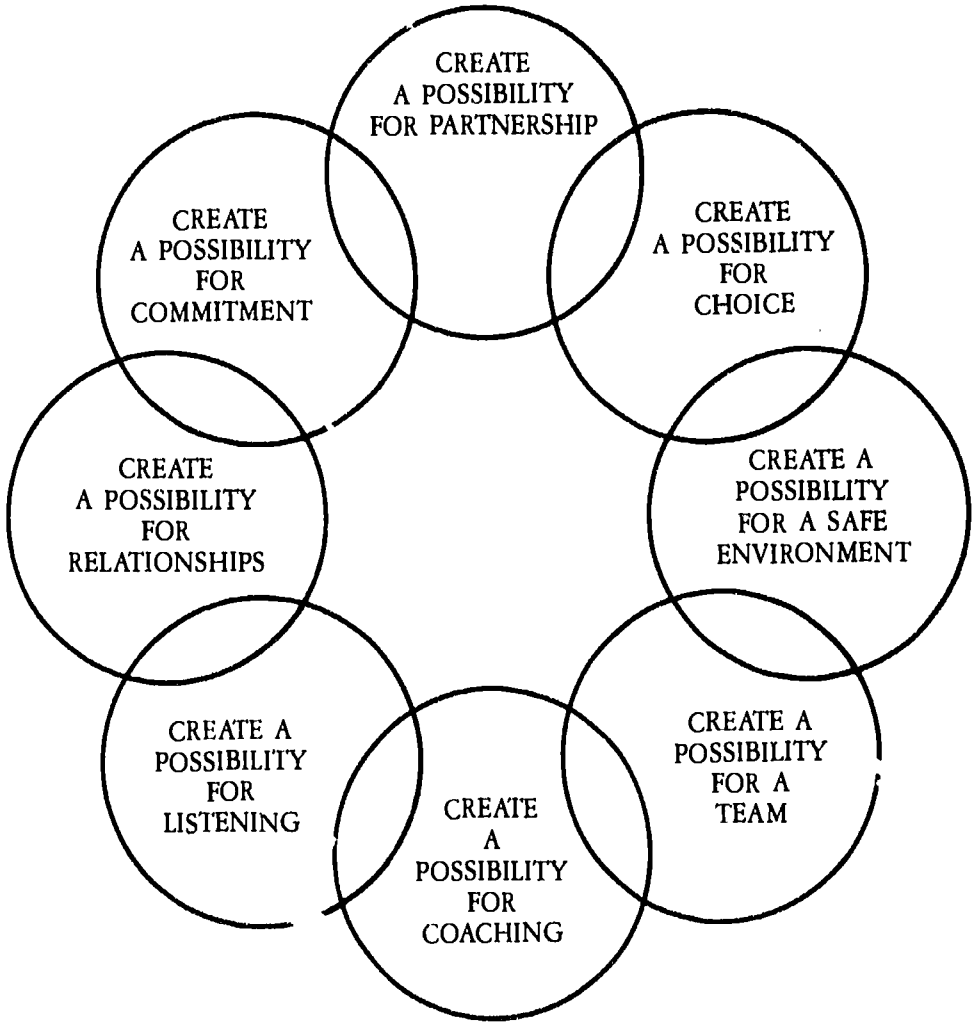 CREATE
A POSSIBILITY
FOR PARTNERSHIP
CREATE
A POSSIBILITY
FOR
CHOICE
CREATE A
POSSIBILITY
FOR A SAFE
ENVIRONMENT
CREATE A
POSSIBILITY
FOR A
TEAM
CREATE
A
POSSIBILITY
FOR
COACHING
CREATE A
POSSIBILITY
FOR
LISTENING
CREATE
A POSSIBILITY
FOR
RELATIONSHIPS
CREATE
A POSSIBILITY
FOR
COMMITMENT